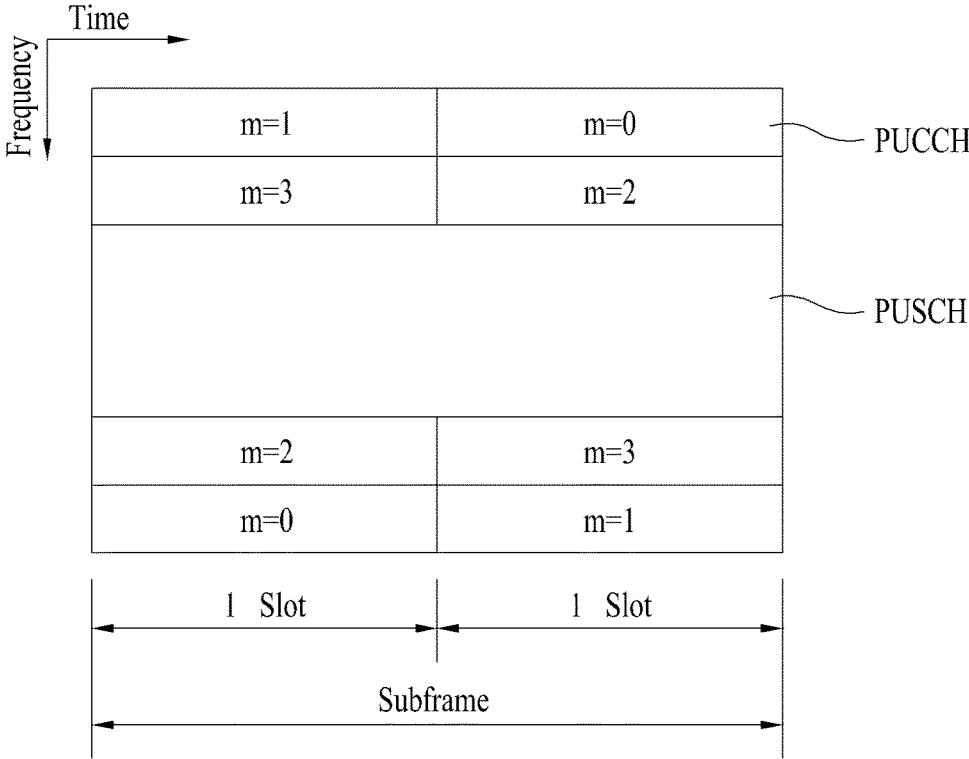 Time
Frequency
m=1
m=0
PUCCH
m=3
m=2
PUSCH
m=2
m=3
m=0
m=1
1 Slot
1 Slot
Subframe